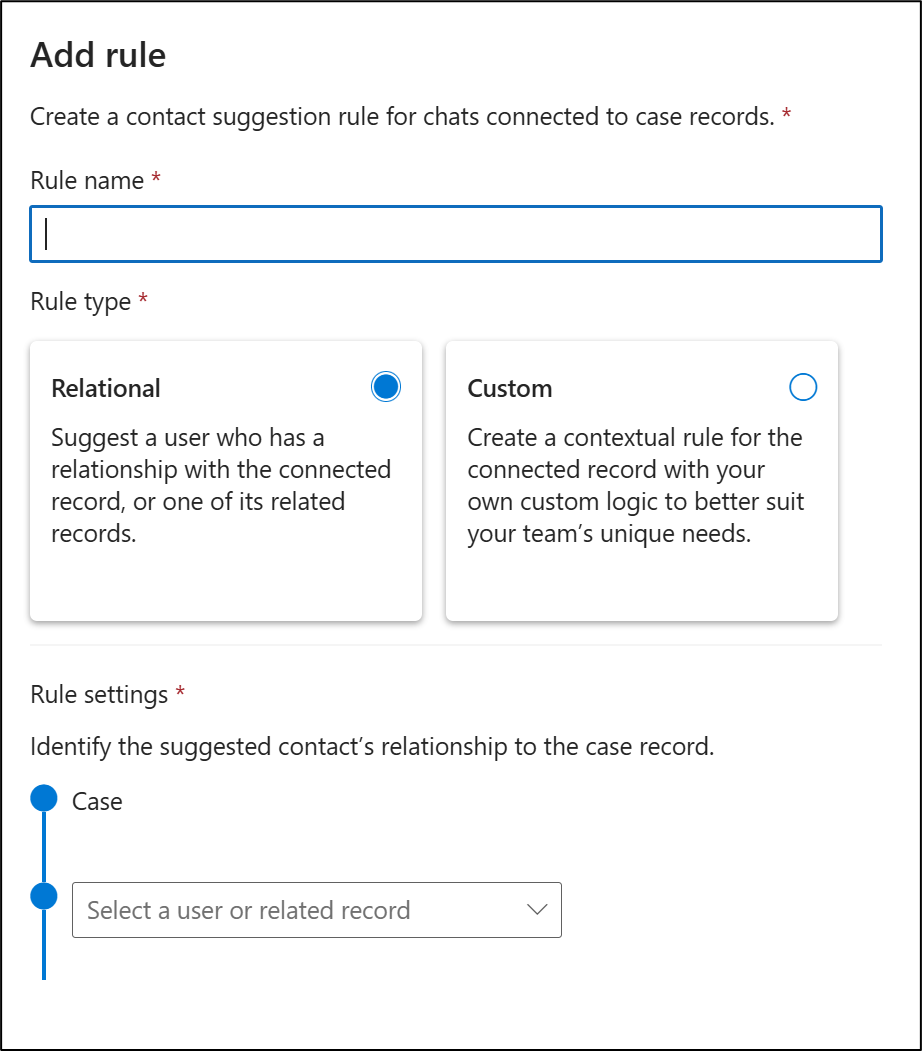 Add rule
Create a contact suggestion rule for chats connected to case records. *
Rule name *
Rule type *
Relational
Suggest a user who has a
relationship with the connected
record, or one of its related
records.
Custom
Create a contextual rule for the
connected record with your
own custom logic to better suit
your team’s unique needs.
Rule settings *
Identify the suggested contact’s relationship to the case record.
Case
Select a user or related record